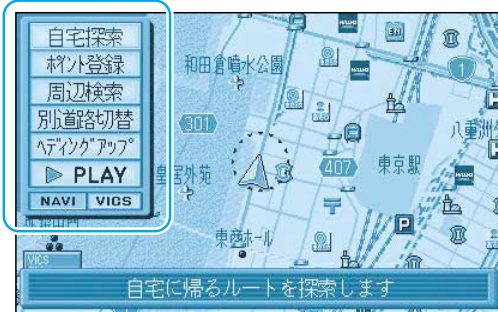 自宅探索
ポイント登録
周辺検索
別道路切替
ヘディングアップ
▷ PLAY
NAVI VICS
和田倉噴水公園
301
1
八重洲
皇居外苑
407
東京駅
東商ホール
P
VICS
自宅に帰るルートを探索します